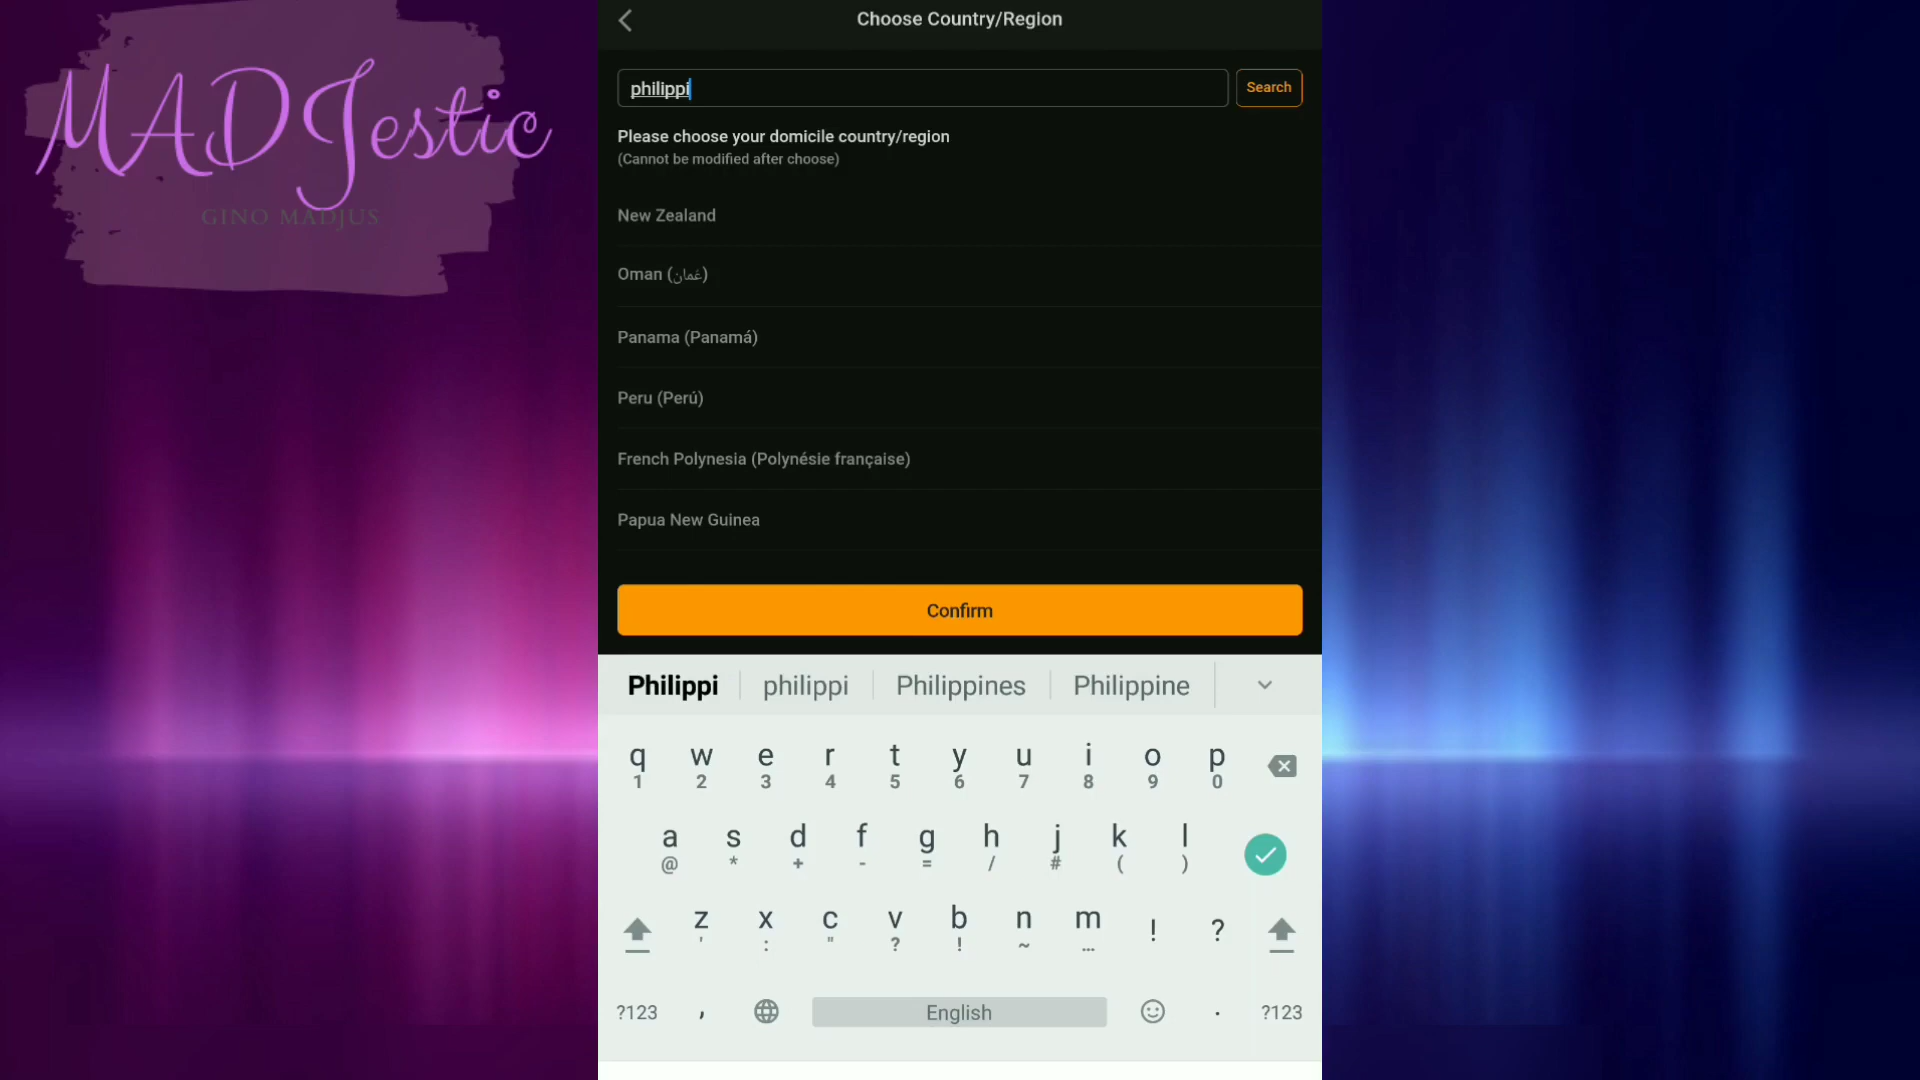 MADJestic
GINO MADJUS
Choose Country/Region
philippi
Search
Please choose your domicile country/region
(Cannot be modified after choose)
New Zealand
Oman (عُمان)
Panama (Panamá)
Peru (Perú)
French Polynesia (Polynésie française)
Papua New Guinea
Confirm
Philippi philippi Philippines Philippine
q w e r t y u i o p
1 2 3 4 5 6 7 8 9 0
a s d f g h j k l
@ * + - = / # ( )
z x c v b n m ! ?
' : " ? ! ~ …
?123 , English . ?123